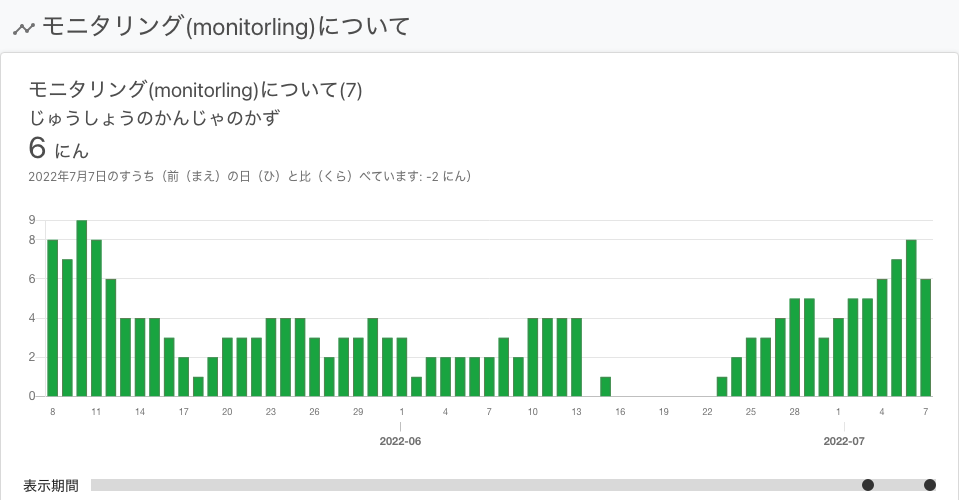 モニタリング(monitorling)について
モニタリング(monitorling)について(7)
じゅうしょうのかんじゃのかず
6 にん
2022年7月7日のすうち（前（まえ）の日（ひ）と比（くら）べています: -2 にん）
9
8
6
4
2
0
8 11 14 17 20 23 26 29 1 4 7 10 13 16 19 22 25 28 1 4 7
2022-06 2022-07
表示期間